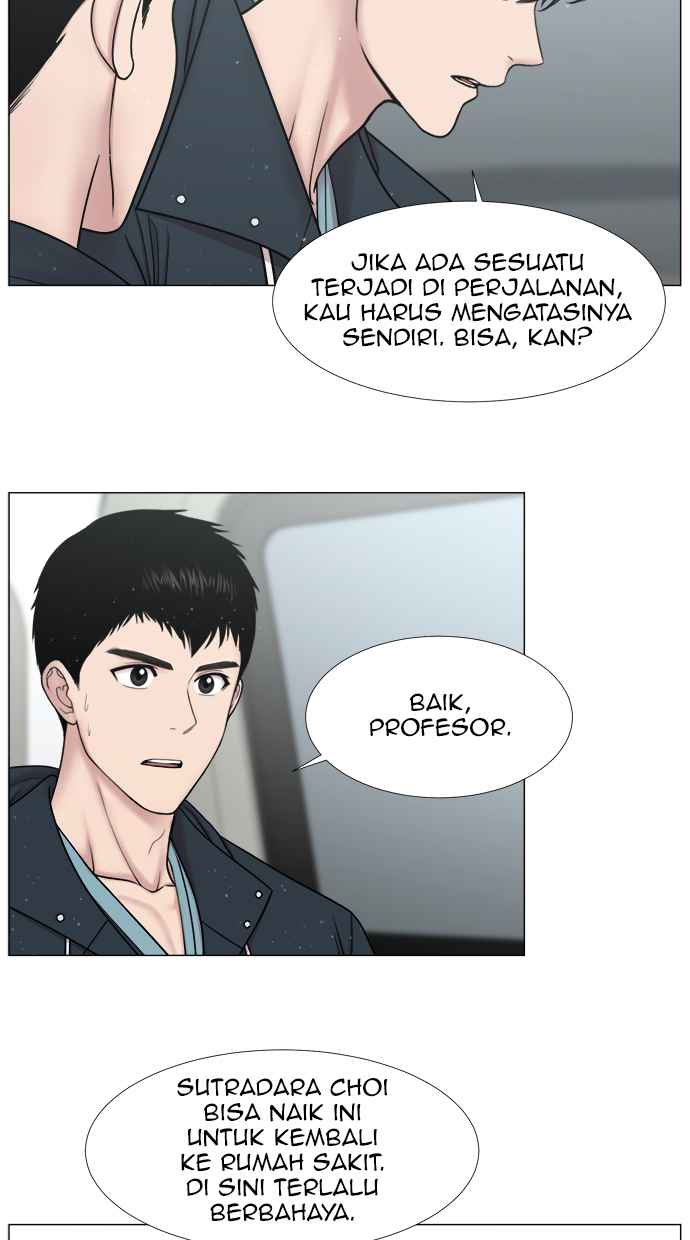 JIKA ADA SESUATU
TERJADI DI PERJALANAN,
KAU HARUS MENGATASINYA
SENDIRI. BISA, KAN?
BAIK,
PROFESOR.
SUTRADARA CHOI
BISA NAIK INI
UNTUK KEMBALI
KE RUMAH SAKIT.
DI SINI TERLALU
BERBAHAYA.